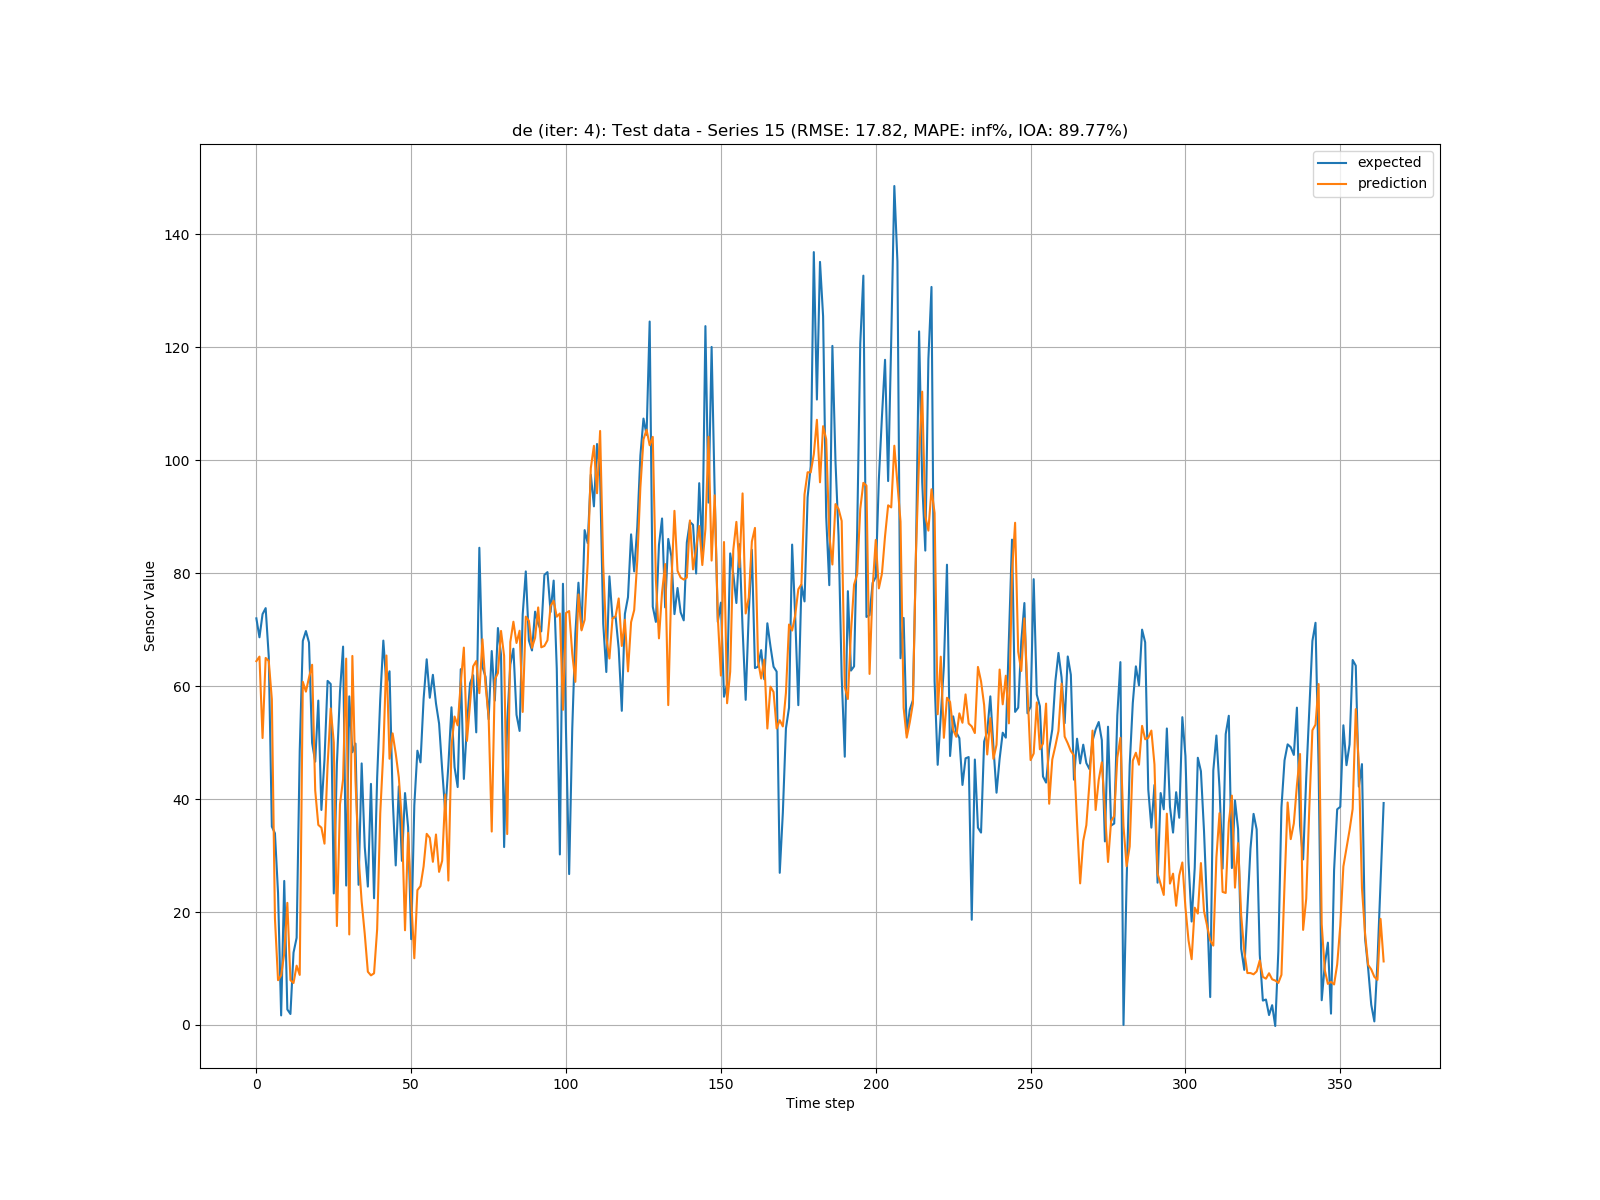 de (iter: 4): Test data - Series 15 (RMSE: 17.82, MAPE: inf%, IOA: 89.77%)
expected
prediction
Sensor Value
140
120
100
80
60
40
20
0
0 50 100 150 200 250 300 350
Time step